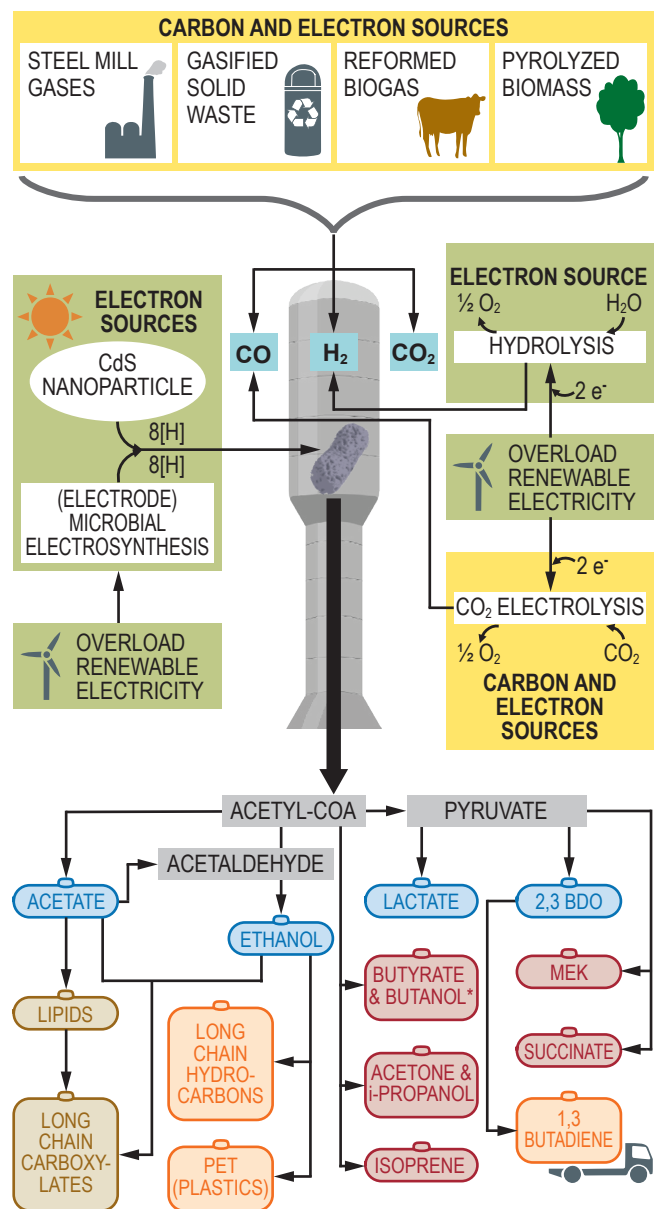 CARBON AND ELECTRON SOURCES
STEEL MILL
GASES
GASIFIED
SOLID
WASTE
REFORMED
BIOGAS
PYROLYZED
BIOMASS
ELECTRON
SOURCES
CdS
NANOPARTICLE
8[H]
8[H]
(ELECTRODE)
MICROBIAL
ELECTROSYNTHESIS
OVERLOAD
RENEWABLE
ELECTRICITY
CO
H₂
CO₂
ELECTRON SOURCE
½ O₂
H₂O
HYDROLYSIS
2 e⁻
OVERLOAD
RENEWABLE
ELECTRICITY
2 e⁻
CO₂ ELECTROLYSIS
½ O₂
CO₂
CARBON AND
ELECTRON
SOURCES
ACETYL-COA
PYRUVATE
ACETALDEHYDE
ACETATE
ETHANOL
LACTATE
2,3 BDO
LIPIDS
LONG
CHAIN
HYDRO-
CARBONS
BUTYRATE
& BUTANOL*
MEK
LONG
CHAIN
CARBOXY-
LATES
PET
(PLASTICS)
ACETONE &
i-PROPANOL
ISOPRENE
SUCCINATE
1,3
BUTADIENE